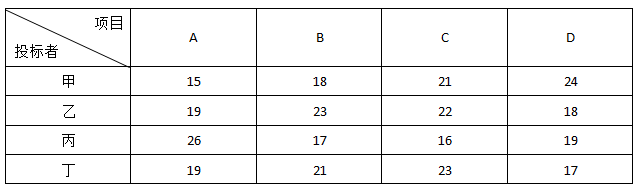 项目
投标者 A B C D
甲 15 18 21 24
乙 19 23 22 18
丙 26 17 16 19
丁 19 21 23 17